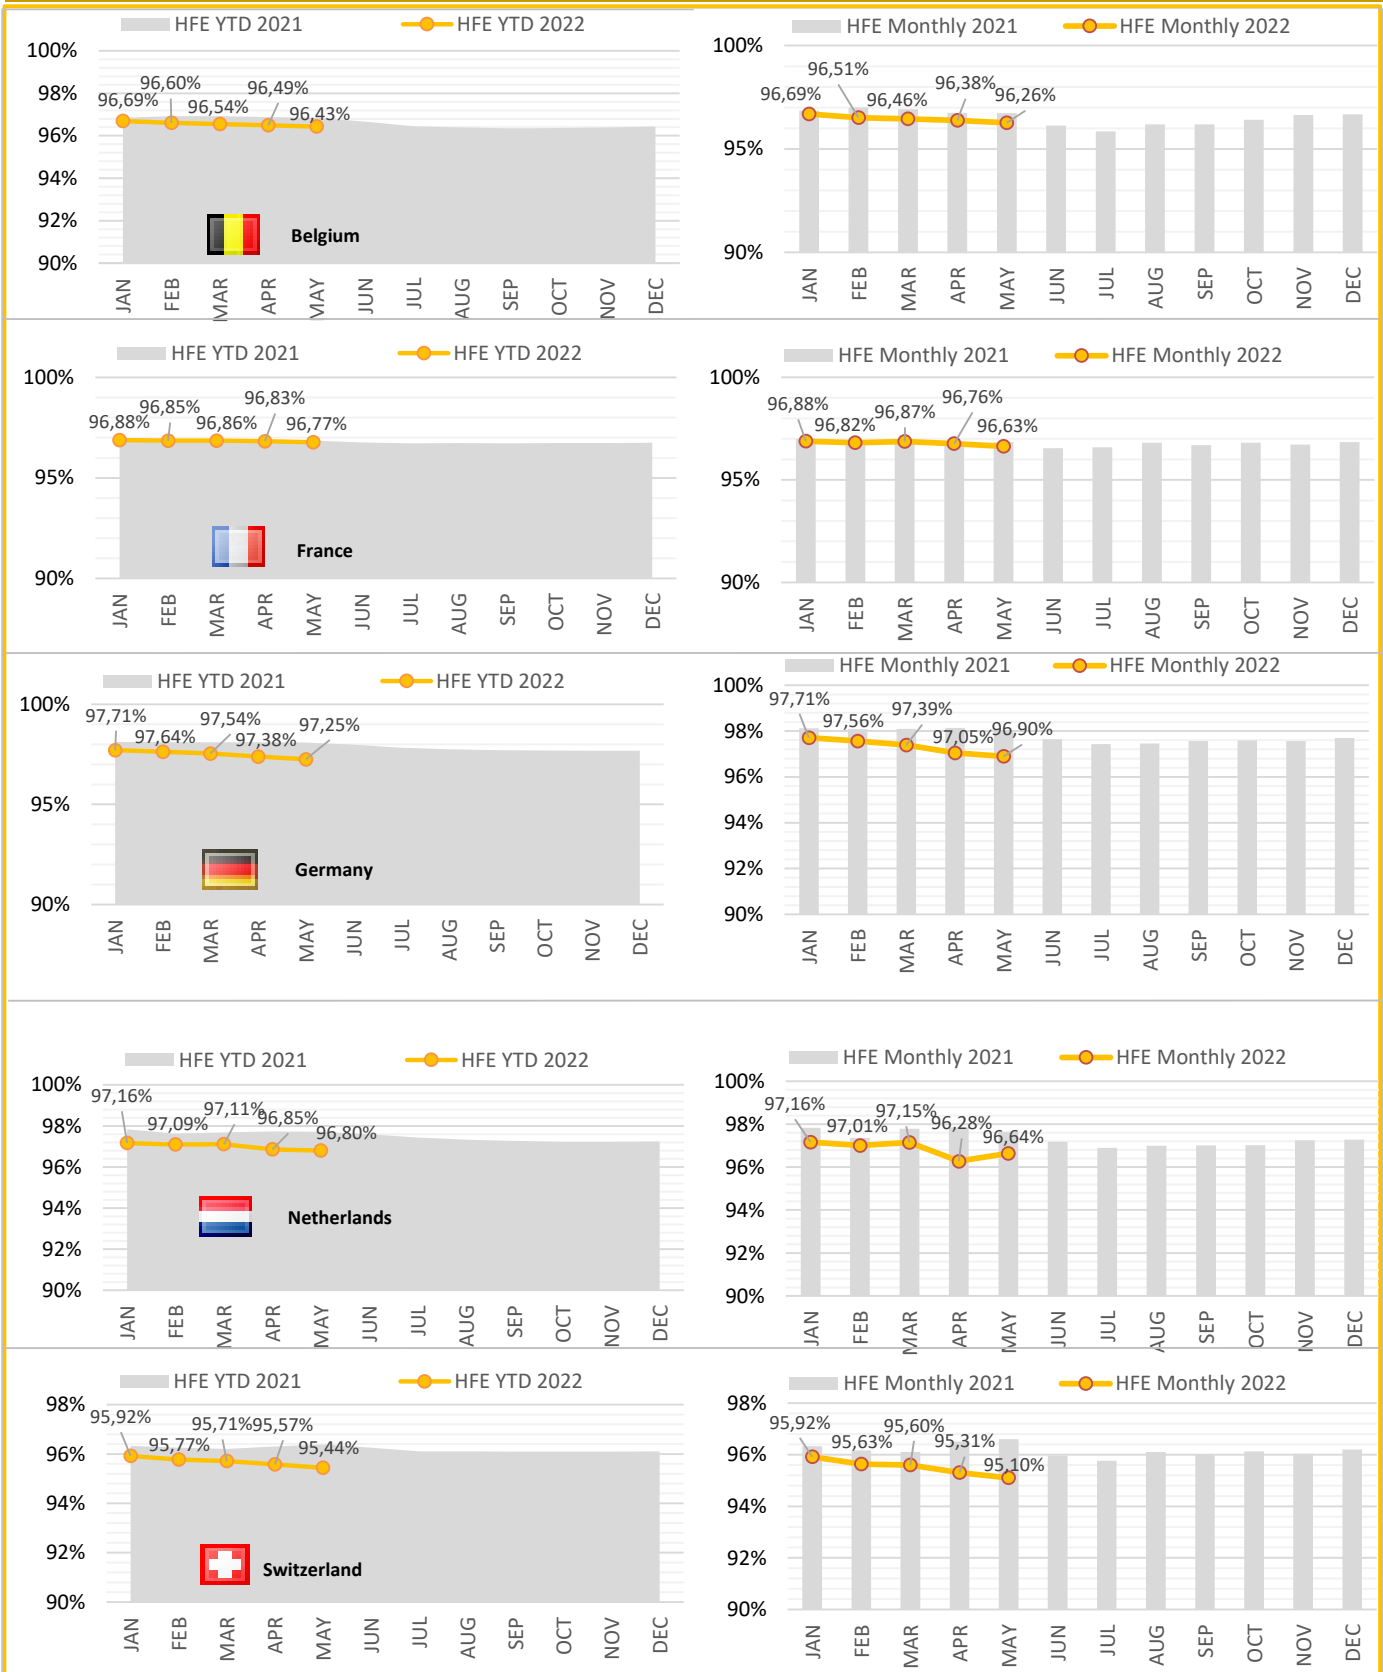 HFE YTD 2021 HFE YTD 2022
100%
98%
96%
94%
92%
90%
96,69% 96,60% 96,54% 96,49% 96,43%
Belgium
JAN FEB MAR APR MAY JUN JUL AUG SEP OCT NOV DEC
HFE Monthly 2021 HFE Monthly 2022
100%
95%
90%
96,69% 96,51% 96,46% 96,38% 96,26%
JAN FEB MAR APR MAY JUN JUL AUG SEP OCT NOV DEC
HFE YTD 2021 HFE YTD 2022
100%
95%
90%
96,88% 96,85% 96,86% 96,83% 96,77%
France
JAN FEB MAR APR MAY JUN JUL AUG SEP OCT NOV DEC
HFE Monthly 2021 HFE Monthly 2022
100%
95%
90%
96,88% 96,82% 96,87% 96,76% 96,63%
JAN FEB MAR APR MAY JUN JUL AUG SEP OCT NOV DEC
HFE YTD 2021 HFE YTD 2022
100%
95%
90%
97,71% 97,64% 97,54% 97,38% 97,25%
Germany
JAN FEB MAR APR MAY JUN JUL AUG SEP OCT NOV DEC
HFE Monthly 2021 HFE Monthly 2022
100%
98%
96%
94%
92%
90%
97,71% 97,56% 97,39% 97,05% 96,90%
JAN FEB MAR APR MAY JUN JUL AUG SEP OCT NOV DEC
HFE YTD 2021 HFE YTD 2022
100%
98%
96%
94%
92%
90%
97,16% 97,09% 97,11% 96,85% 96,80%
Netherlands
JAN FEB MAR APR MAY JUN JUL AUG SEP OCT NOV DEC
HFE Monthly 2021 HFE Monthly 2022
100%
98%
96%
94%
92%
90%
97,16% 97,01% 97,15% 96,28% 96,64%
JAN FEB MAR APR MAY JUN JUL AUG SEP OCT NOV DEC
HFE YTD 2021 HFE YTD 2022
98%
96%
94%
92%
90%
95,92% 95,77% 95,71% 95,57% 95,44%
Switzerland
JAN FEB MAR APR MAY JUN JUL AUG SEP OCT NOV DEC
HFE Monthly 2021 HFE Monthly 2022
98%
96%
94%
92%
90%
95,92% 95,63% 95,60% 95,31% 95,10%
JAN FEB MAR APR MAY JUN JUL AUG SEP OCT NOV DEC